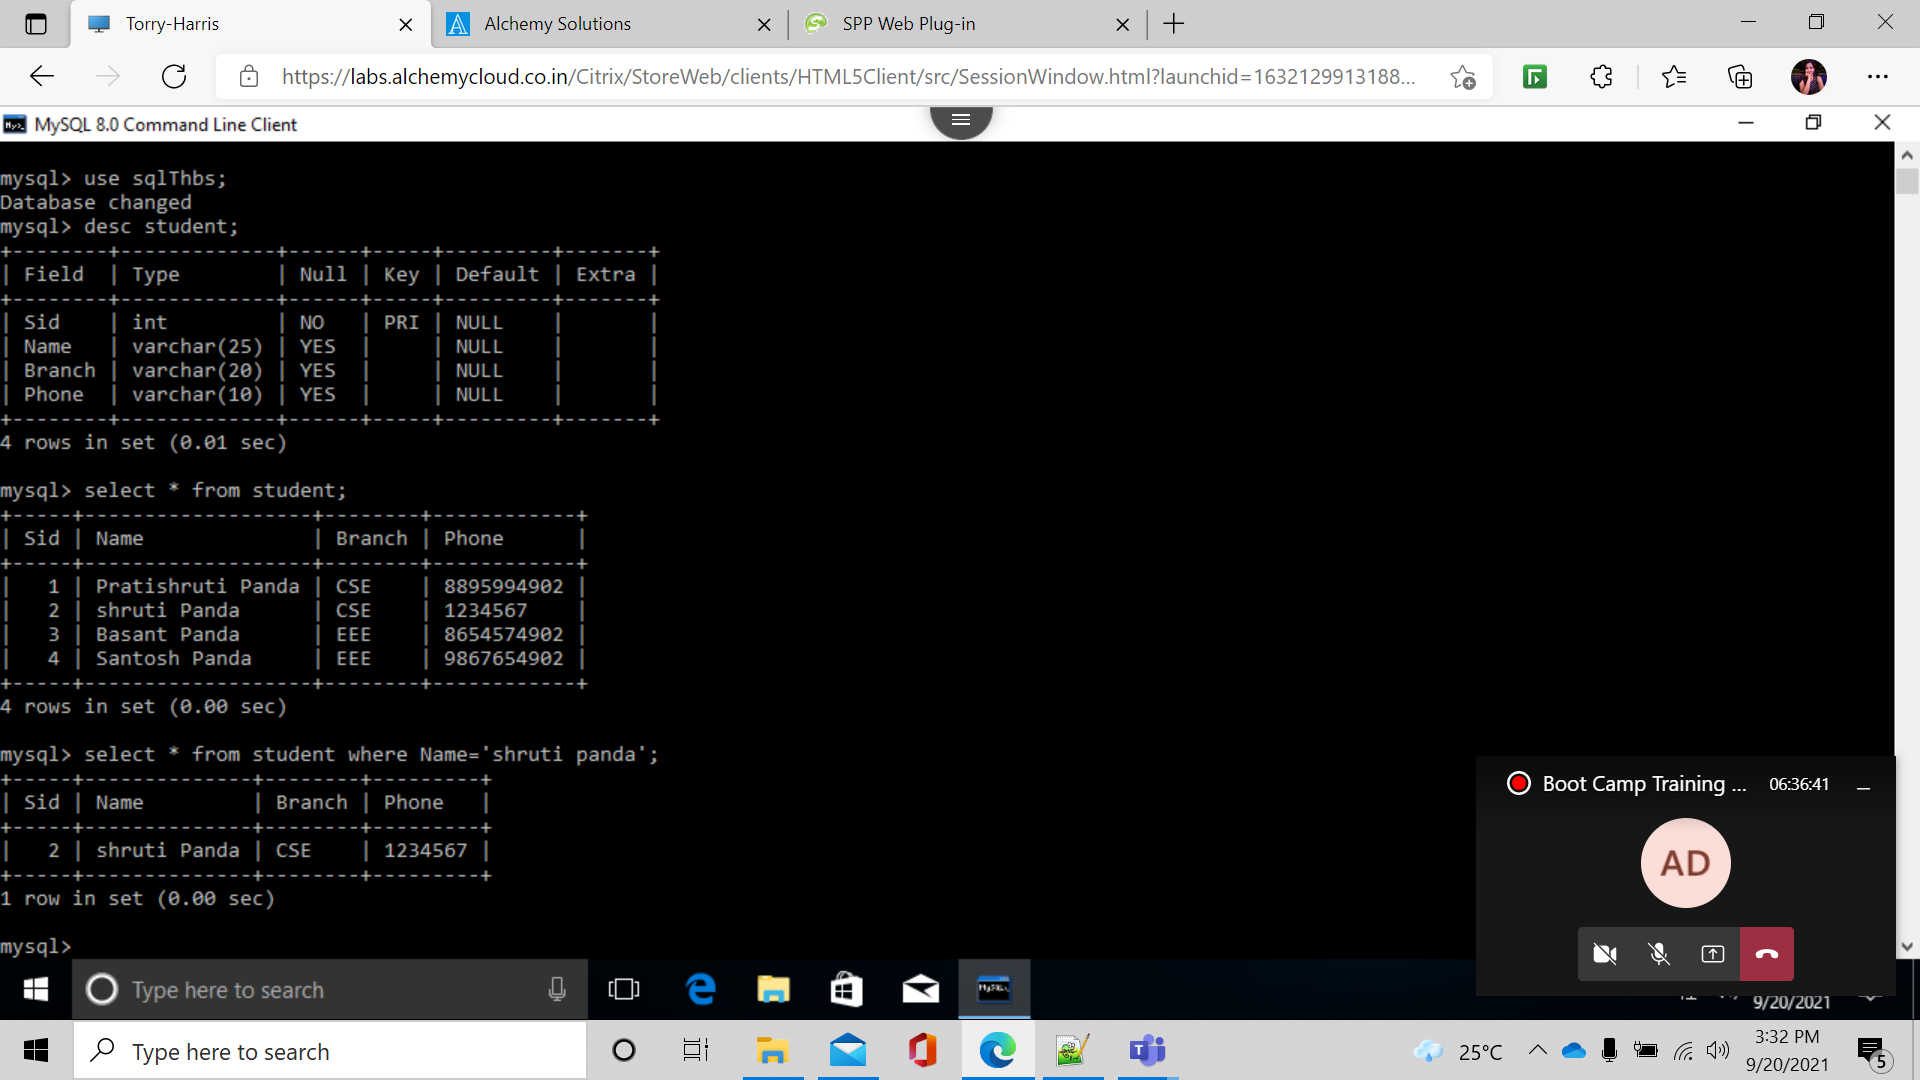 Torry-Harris
Alchemy Solutions
SPP Web Plug-in
https://labs.alchemycloud.co.in/Citrix/StoreWeb/clients/HTML5Client/src/SessionWindow.html?launchid=1632129913188...
MySQL 8.0 Command Line Client
mysql> use sqlThbs;
Database changed
mysql> desc student;
+--------+-------------+------+-----+---------+-------+
| Field  | Type        | Null | Key | Default | Extra |
+--------+-------------+------+-----+---------+-------+
| Sid    | int         | NO   | PRI | NULL    |       |
| Name   | varchar(25) | YES  |     | NULL    |       |
| Branch | varchar(20) | YES  |     | NULL    |       |
| Phone  | varchar(10) | YES  |     | NULL    |       |
+--------+-------------+------+-----+---------+-------+
4 rows in set (0.01 sec)
mysql> select * from student;
+-----+-------------------+--------+------------+
| Sid | Name              | Branch | Phone      |
+-----+-------------------+--------+------------+
|   1 | Pratishruti Panda | CSE    | 8895994902 |
|   2 | shruti Panda      | CSE    | 1234567    |
|   3 | Basant Panda      | EEE    | 8654574902 |
|   4 | Santosh Panda     | EEE    | 9867654902 |
+-----+-------------------+--------+------------+
4 rows in set (0.00 sec)
mysql> select * from student where Name='shruti panda';
+-----+--------------+--------+---------+
| Sid | Name         | Branch | Phone   |
+-----+--------------+--------+---------+
|   2 | shruti Panda | CSE    | 1234567 |
+-----+--------------+--------+---------+
1 row in set (0.00 sec)
mysql>
Boot Camp Training ... 06:36:41
AD
Type here to search
9/20/2021
Type here to search
25°C
3:32 PM
9/20/2021
5